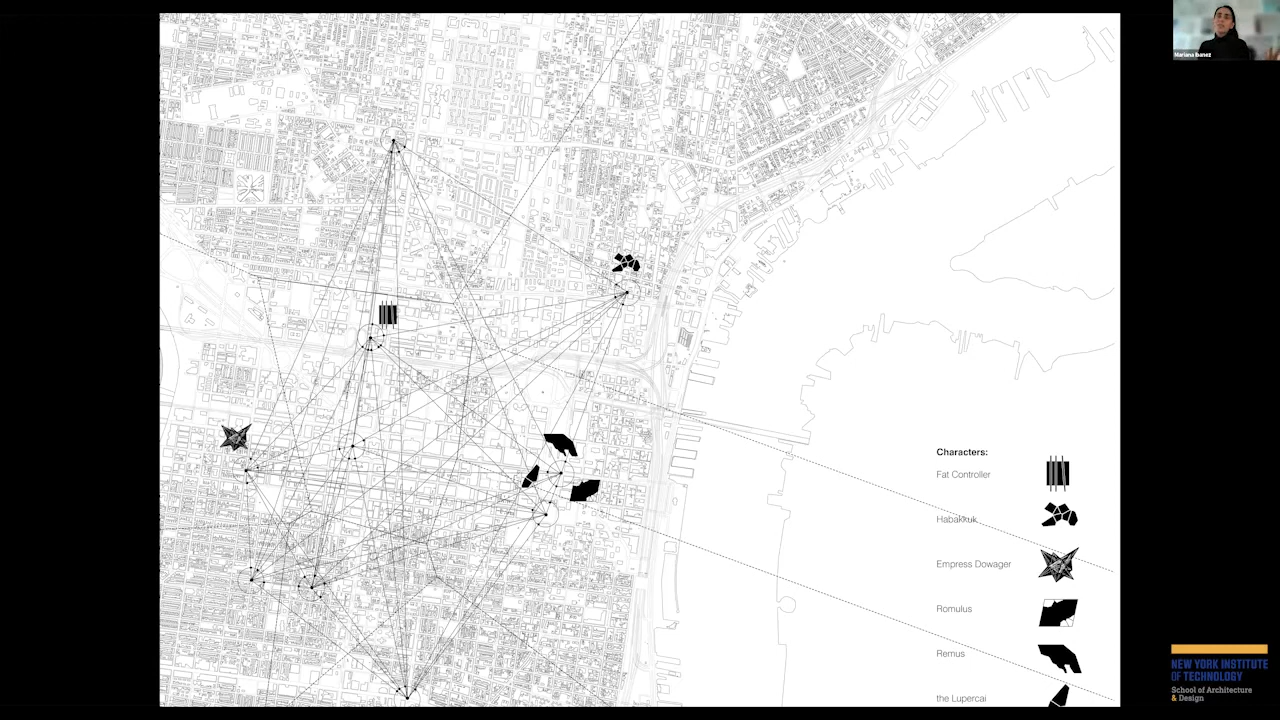 Mariana Ibanez
Characters:
Fat Controller
Habakkuk
Empress Dowager
Romulus
Remus
the Lupercai
NEW YORK INSTITUTE
OF TECHNOLOGY
School of Architecture
& Design